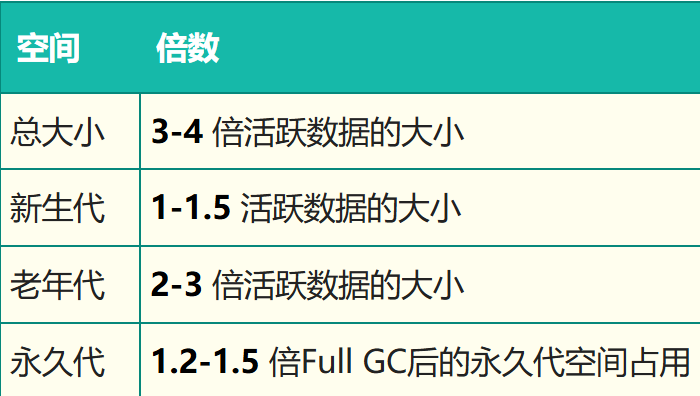 空间 倍数
总大小 3-4 倍活跃数据的大小
新生代 1-1.5 活跃数据的大小
老年代 2-3 倍活跃数据的大小
永久代 1.2-1.5 倍Full GC后的永久代空间占用